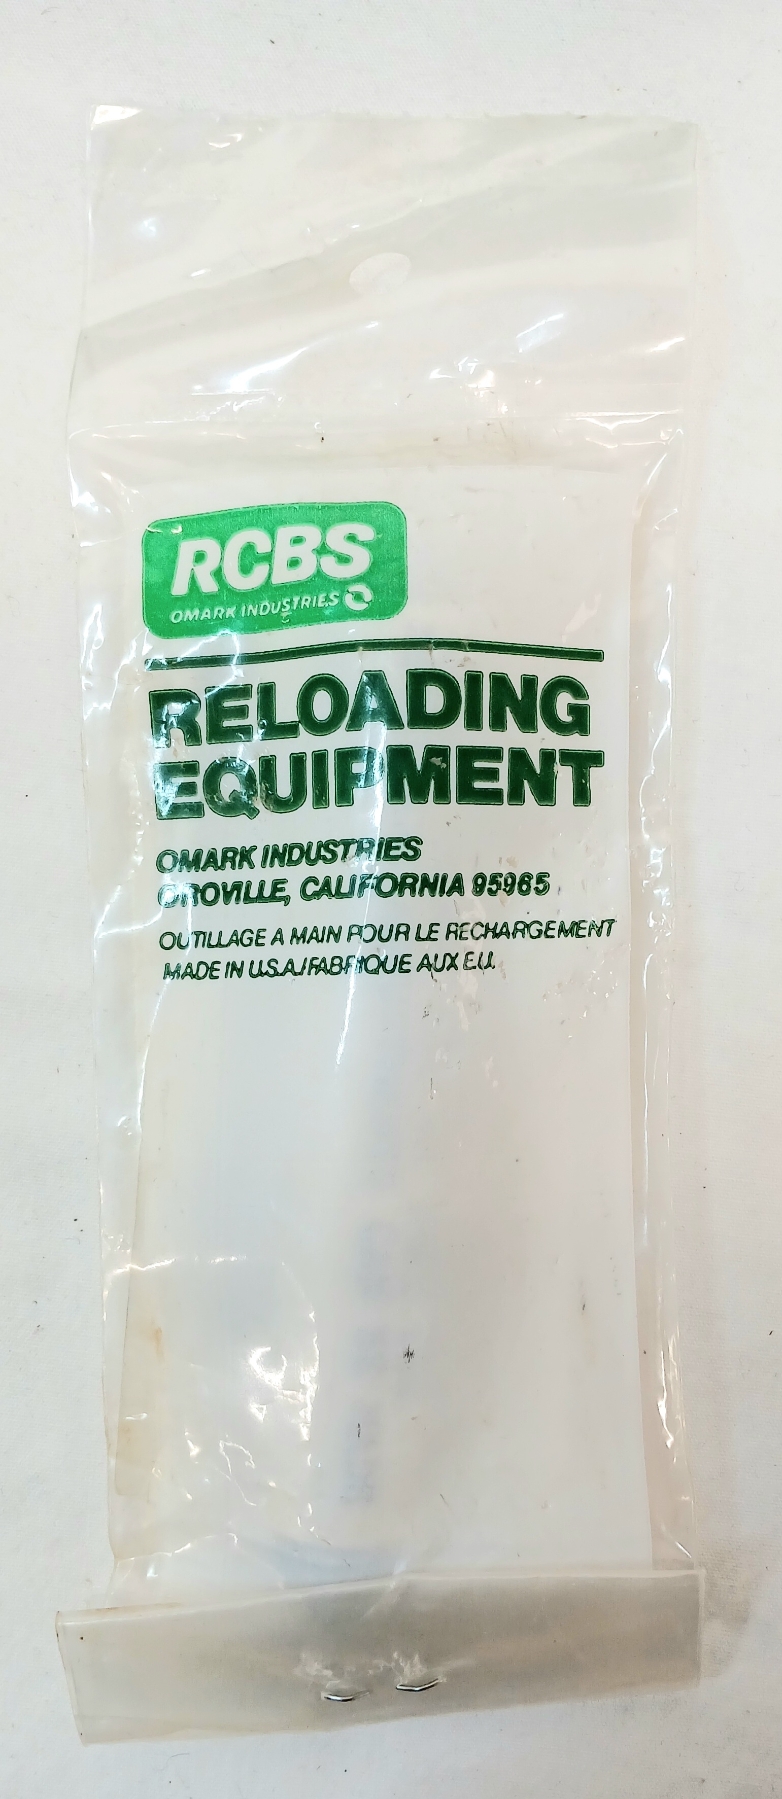 RCBS
OMARK INDUSTRIES
RELOADING
EQUIPMENT
OMARK INDUSTRIES
OROVILLE, CALIFORNIA 95965
OUTILLAGE A MAIN POUR LE RECHARGEMENT
MADE IN U.S.A./FABRIQUE AUX E.U.